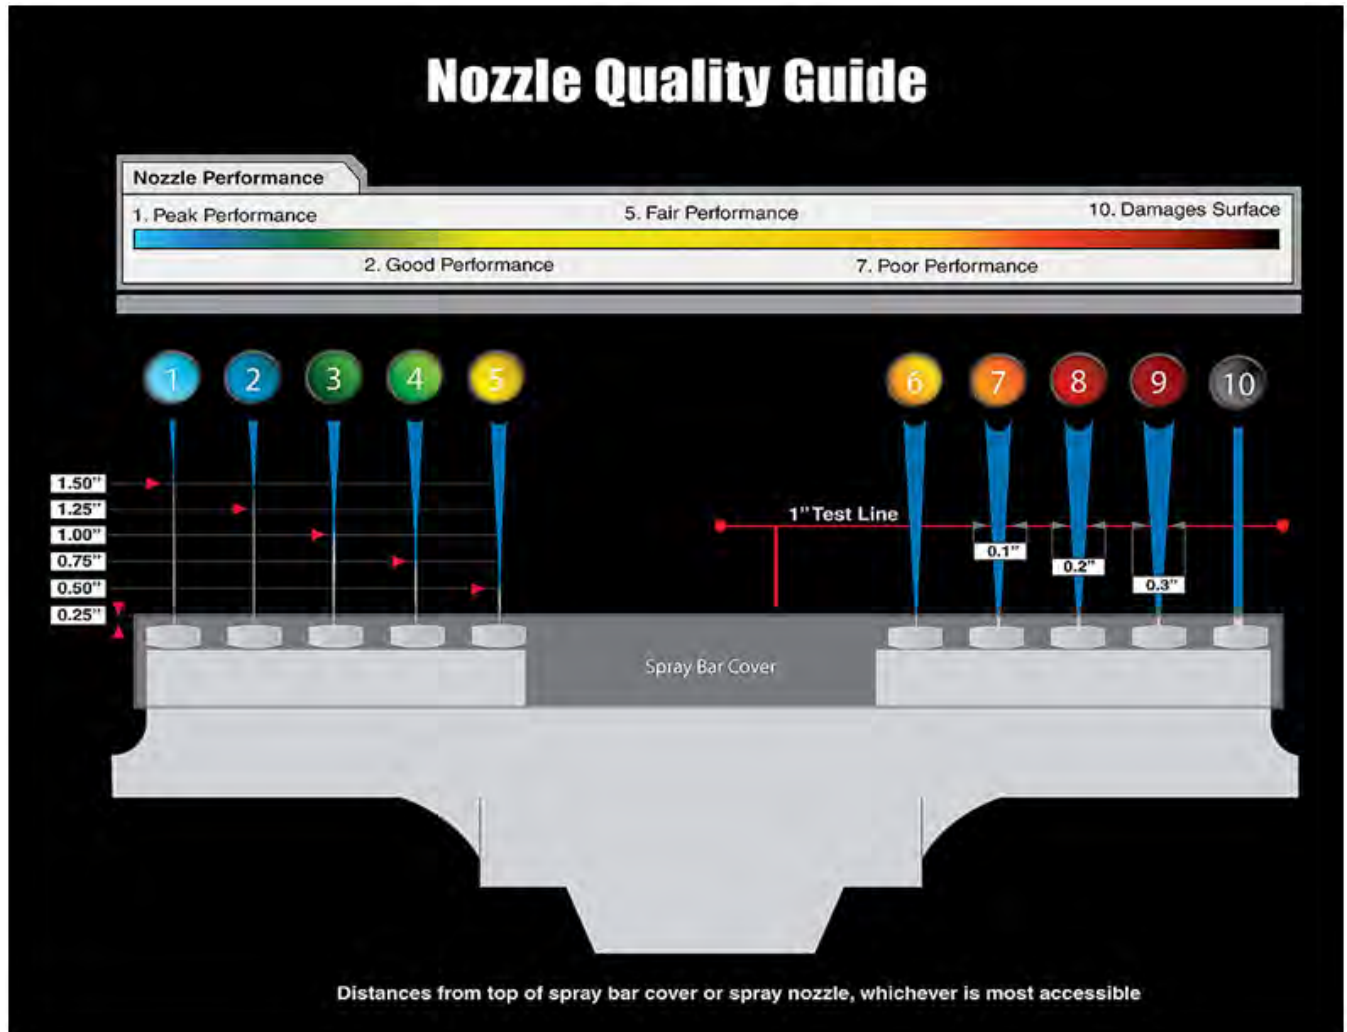 Nozzle Quality Guide
Nozzle Performance
1. Peak Performance
5. Fair Performance
10. Damages Surface
2. Good Performance
7. Poor Performance
1 2 3 4 5 6 7 8 9 10
1.50"
1.25"
1.00"
0.75"
0.50"
0.25"
1" Test Line
0.1"
0.2"
0.3"
Spray Bar Cover
Distances from top of spray bar cover or spray nozzle, whichever is most accessible